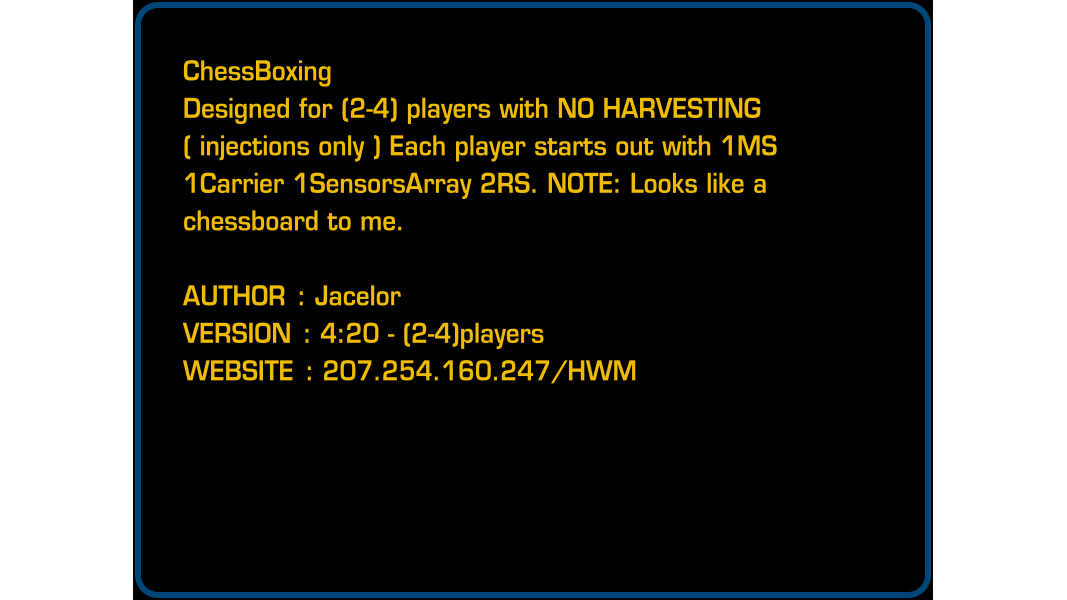 ChessBoxing
Designed for (2-4) players with NO HARVESTING
( injections only ) Each player starts out with 1MS
1Carrier 1SensorsArray 2RS. NOTE: Looks like a
chessboard to me.
AUTHOR : Jacelor
VERSION : 4:20 - (2-4)players
WEBSITE : 207.254.160.247/HWM